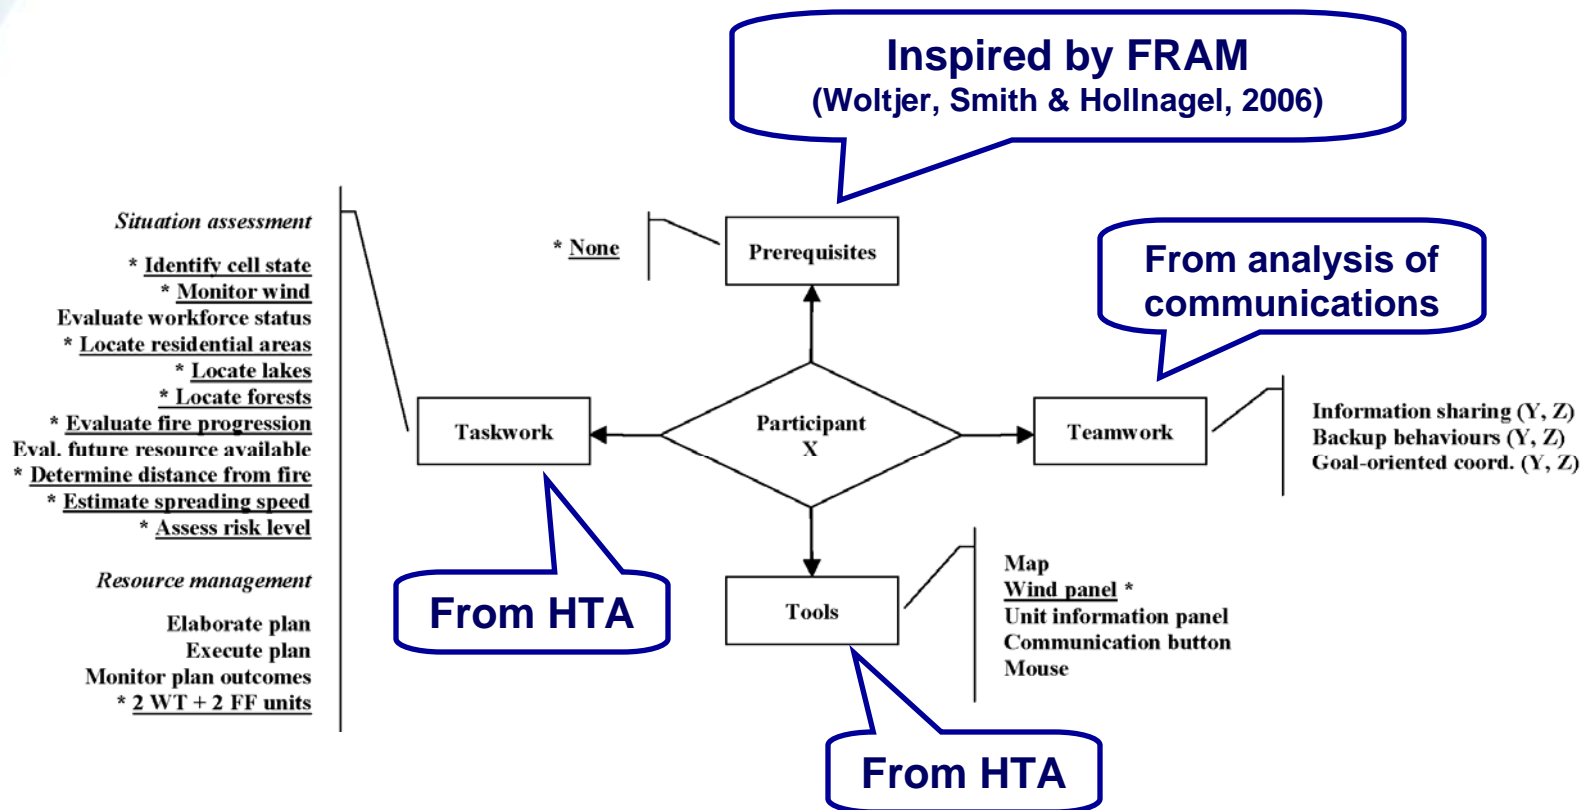 Inspired by FRAM
(Woltjer, Smith & Hollnagel, 2006)
Situation assessment
* Identify cell state
* Monitor wind
Evaluate workforce status
* Locate residential areas
* Locate lakes
* Locate forests
* Evaluate fire progression
Eval. future resource available
* Determine distance from fire
* Estimate spreading speed
* Assess risk level
Resource management
Elaborate plan
Execute plan
Monitor plan outcomes
* 2 WT + 2 FF units
* None
Prerequisites
From analysis of
communications
Taskwork
Participant
X
Teamwork
Information sharing (Y, Z)
Backup behaviours (Y, Z)
Goal-oriented coord. (Y, Z)
From HTA
Tools
Map
Wind panel *
Unit information panel
Communication button
Mouse
From HTA